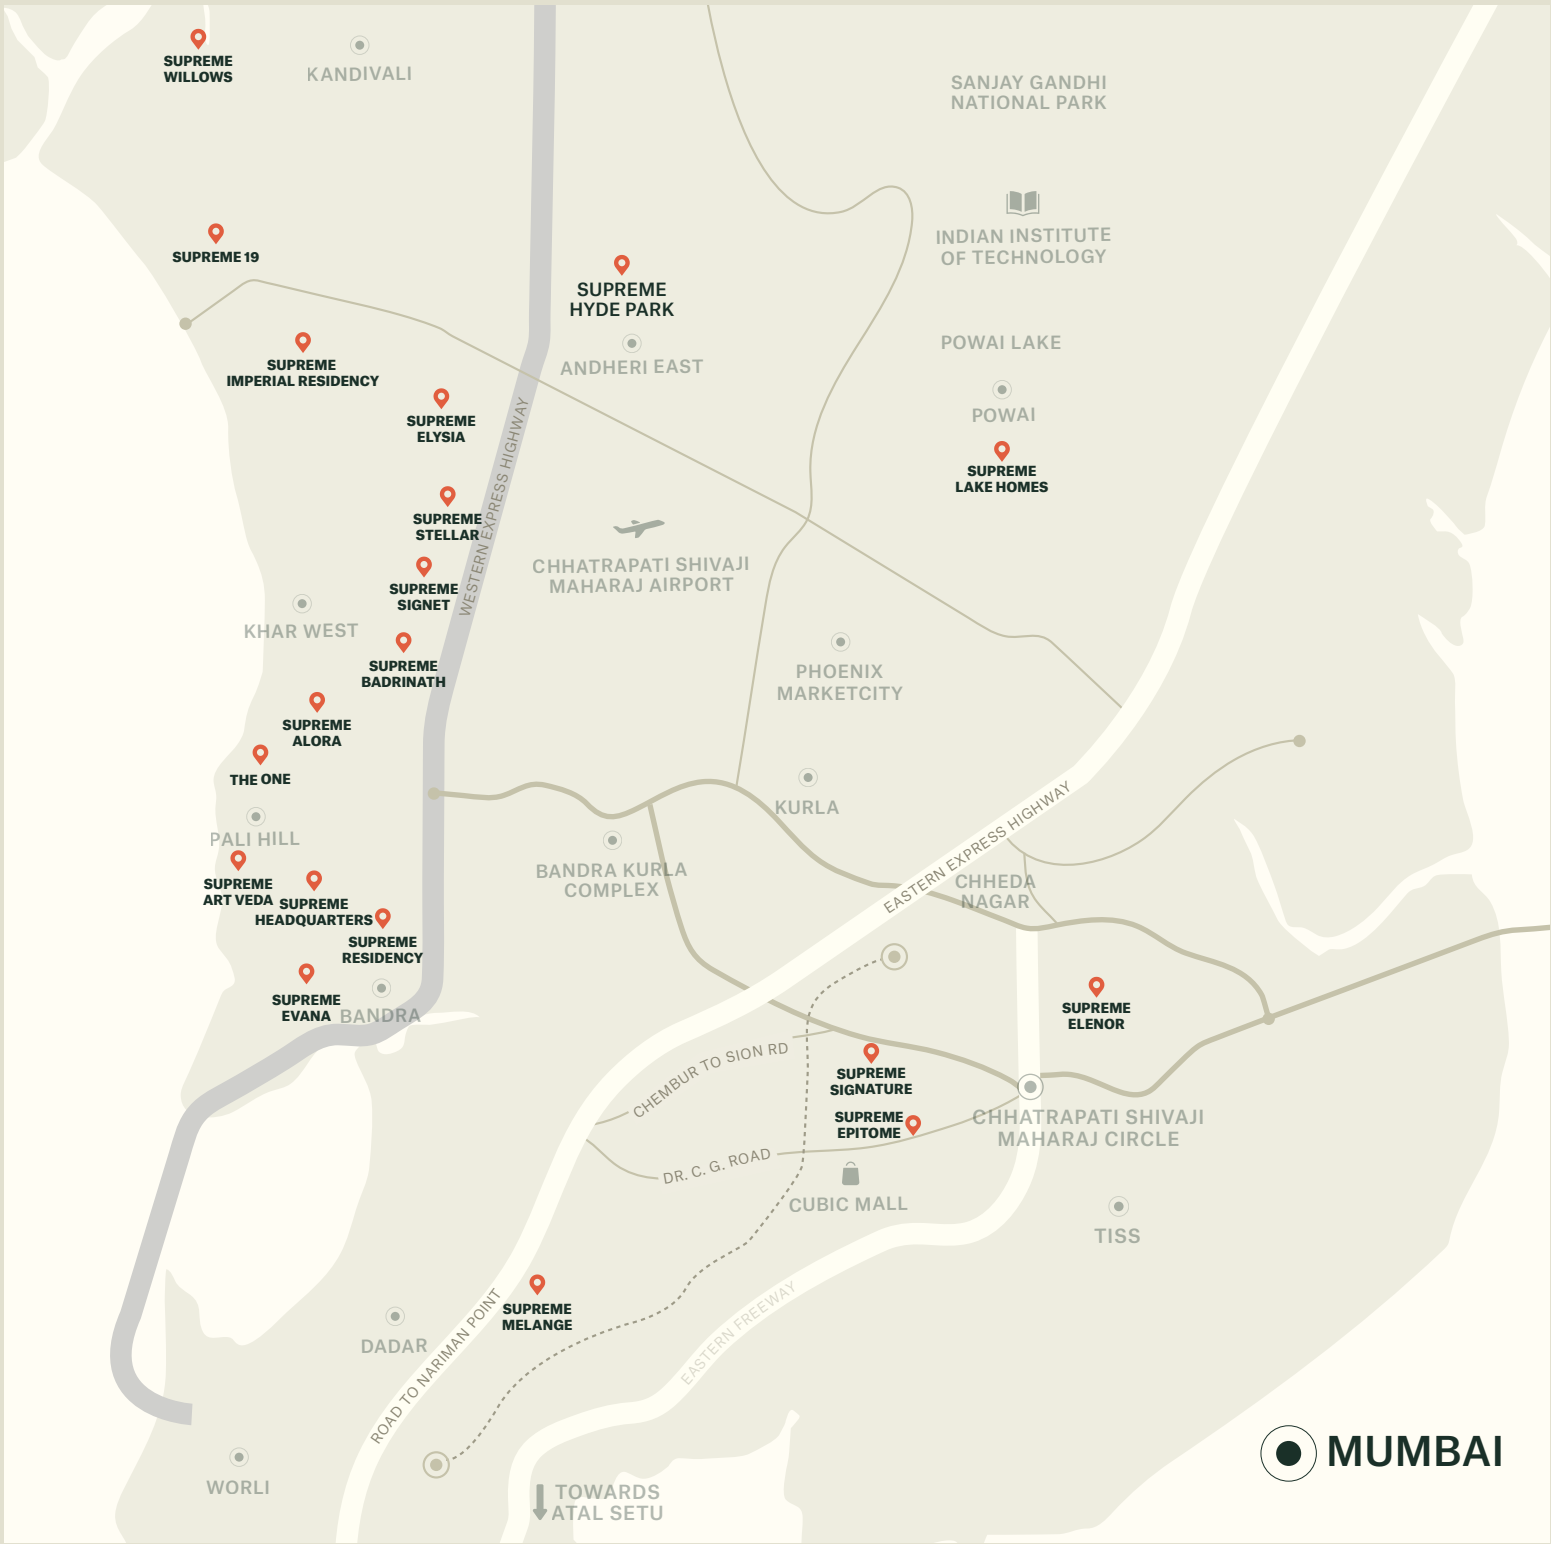 SUPREME
WILLOWS
KANDIVALI
SANJAY GANDHI
NATIONAL PARK
INDIAN INSTITUTE
OF TECHNOLOGY
SUPREME 19
SUPREME
HYDE PARK
ANDHERI EAST
POWAI LAKE
POWAI
SUPREME
LAKE HOMES
SUPREME
IMPERIAL RESIDENCY
SUPREME
ELYSIA
WESTERN EXPRESS HIGHWAY
SUPREME
STELLAR
CHHATRAPATI SHIVAJI
MAHARAJ AIRPORT
SUPREME
SIGNET
KHAR WEST
SUPREME
BADRINATH
PHOENIX
MARKETCITY
SUPREME
ALORA
THE ONE
PALI HILL
KURLA
EASTERN EXPRESS HIGHWAY
BANDRA KURLA
COMPLEX
CHHEDA
NAGAR
SUPREME
ART VEDA
SUPREME
HEADQUARTERS
SUPREME
RESIDENCY
SUPREME
EVANA
BANDRA
SUPREME
ELENOR
CHEMBUR TO SION RD
SUPREME
SIGNATURE
SUPREME
EPITOME
CHHATRAPATI SHIVAJI
MAHARAJ CIRCLE
DR. C. G. ROAD
CUBIC MALL
TISS
SUPREME
MELANGE
DADAR
ROAD TO NARIMAN POINT
EASTERN FREEWAY
WORLI
TOWARDS
ATAL SETU
MUMBAI